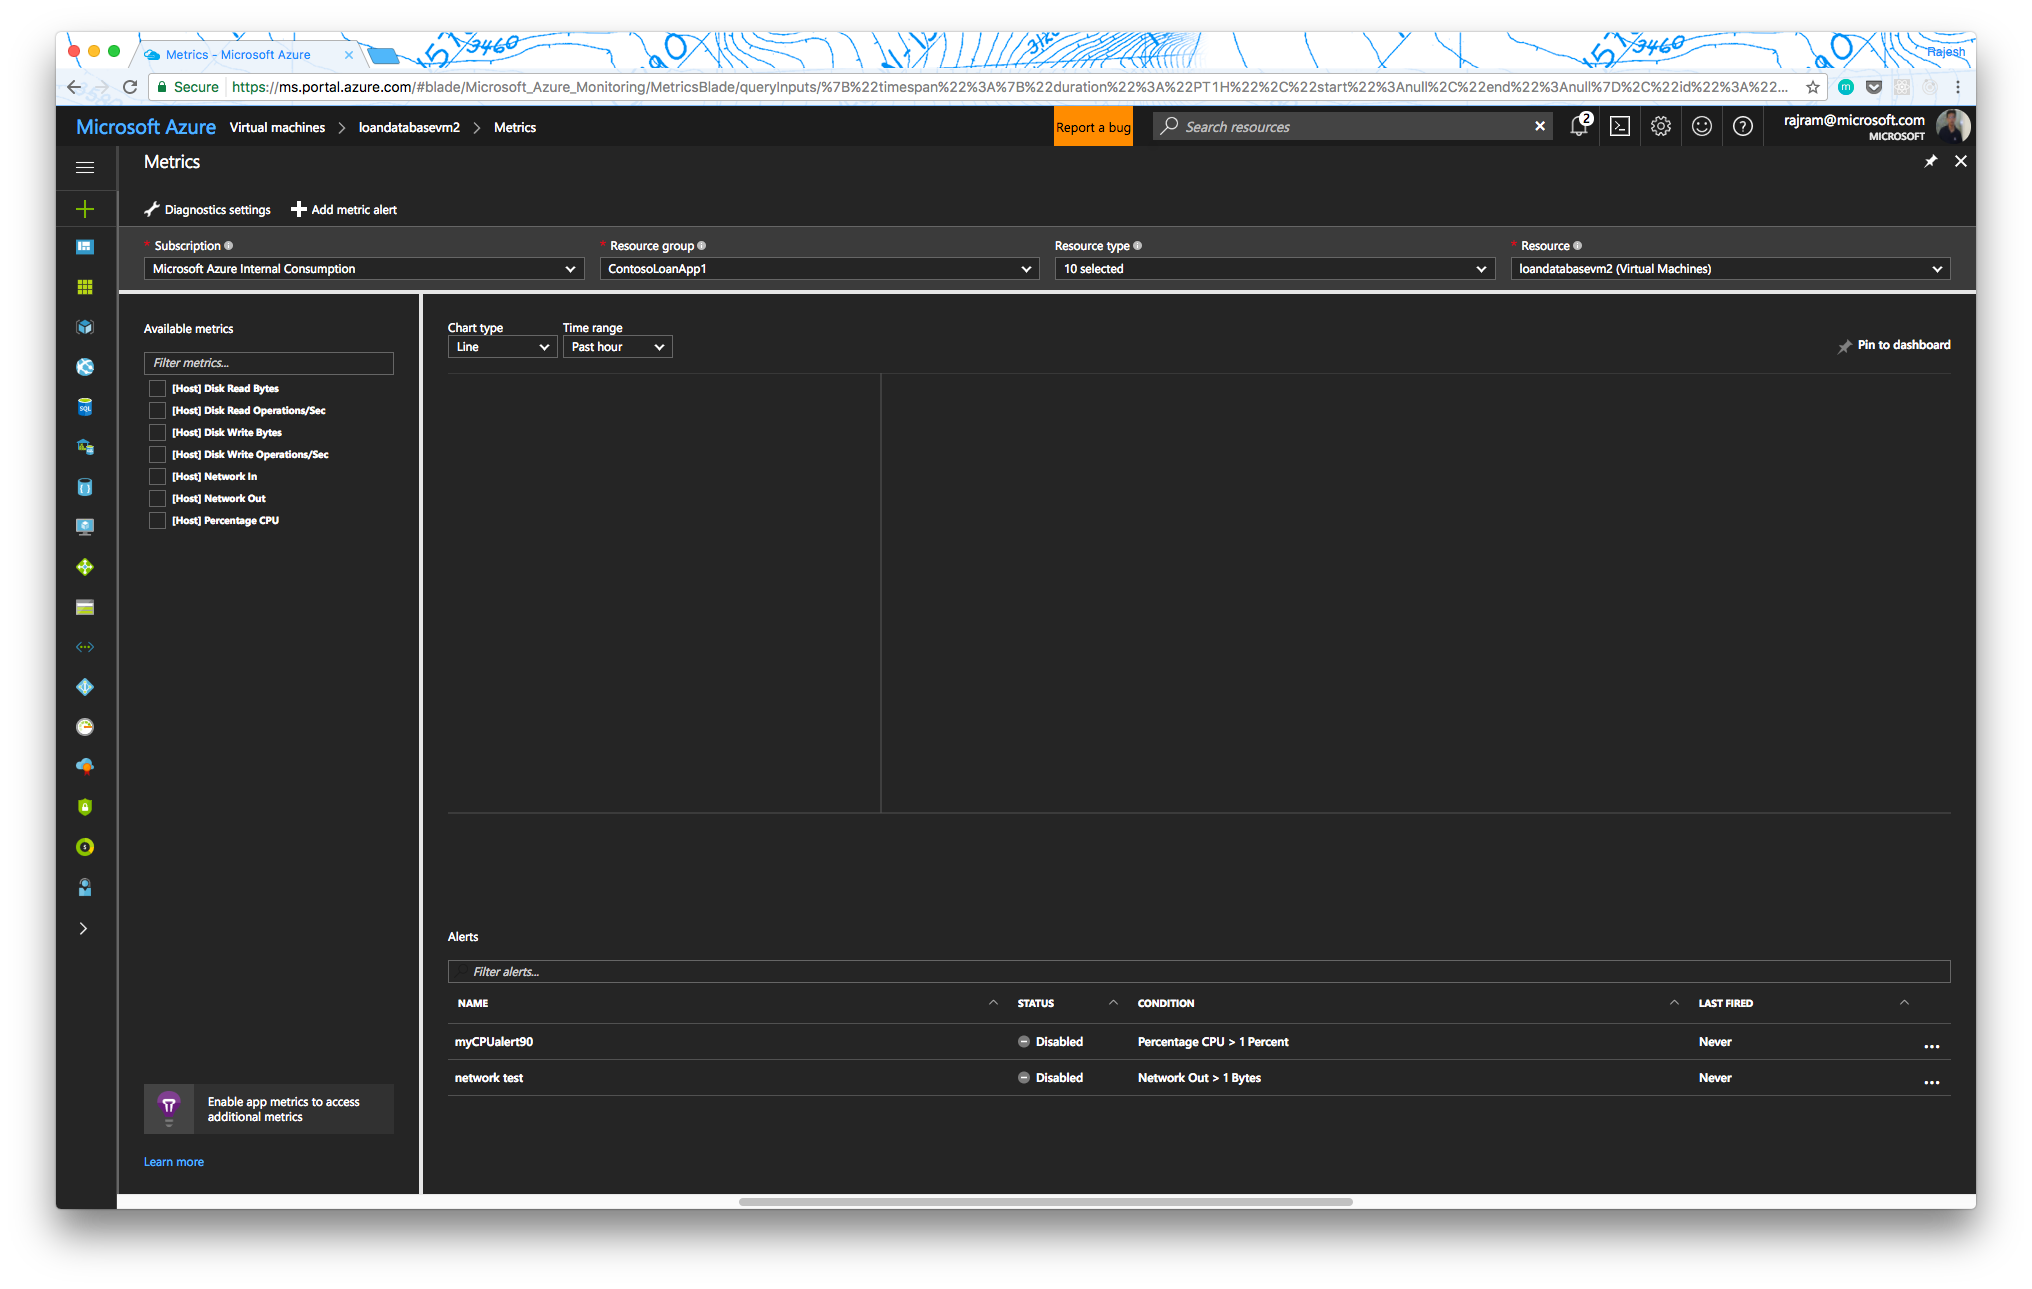 Metrics - Microsoft Azure
Rajesh
Secure https://ms.portal.azure.com/#blade/Microsoft_Azure_Monitoring/MetricsBlade/queryInputs/%7B%22timespan%22%3A%7B%22duration%22%3A%22PT1H%22%2C%22start%22%3Anull%2C%22end%22%3Anull%7D%2C%22id%22%3A%22...
Microsoft Azure Virtual machines > loandatabasevm2 > Metrics
Report a bug
Search resources
2
rajram@microsoft.com
MICROSOFT
Metrics
Diagnostics settings
Add metric alert
* Subscription
Microsoft Azure Internal Consumption
* Resource group
ContosoLoanApp1
Resource type
10 selected
* Resource
loandatabasevm2 (Virtual Machines)
Available metrics
Filter metrics...
[Host] Disk Read Bytes
[Host] Disk Read Operations/Sec
[Host] Disk Write Bytes
[Host] Disk Write Operations/Sec
[Host] Network In
[Host] Network Out
[Host] Percentage CPU
Enable app metrics to access
additional metrics
Learn more
Chart type
Line
Time range
Past hour
Pin to dashboard
Alerts
Filter alerts...
NAME STATUS CONDITION LAST FIRED
myCPUalert90 Disabled Percentage CPU > 1 Percent Never ...
network test Disabled Network Out > 1 Bytes Never ...